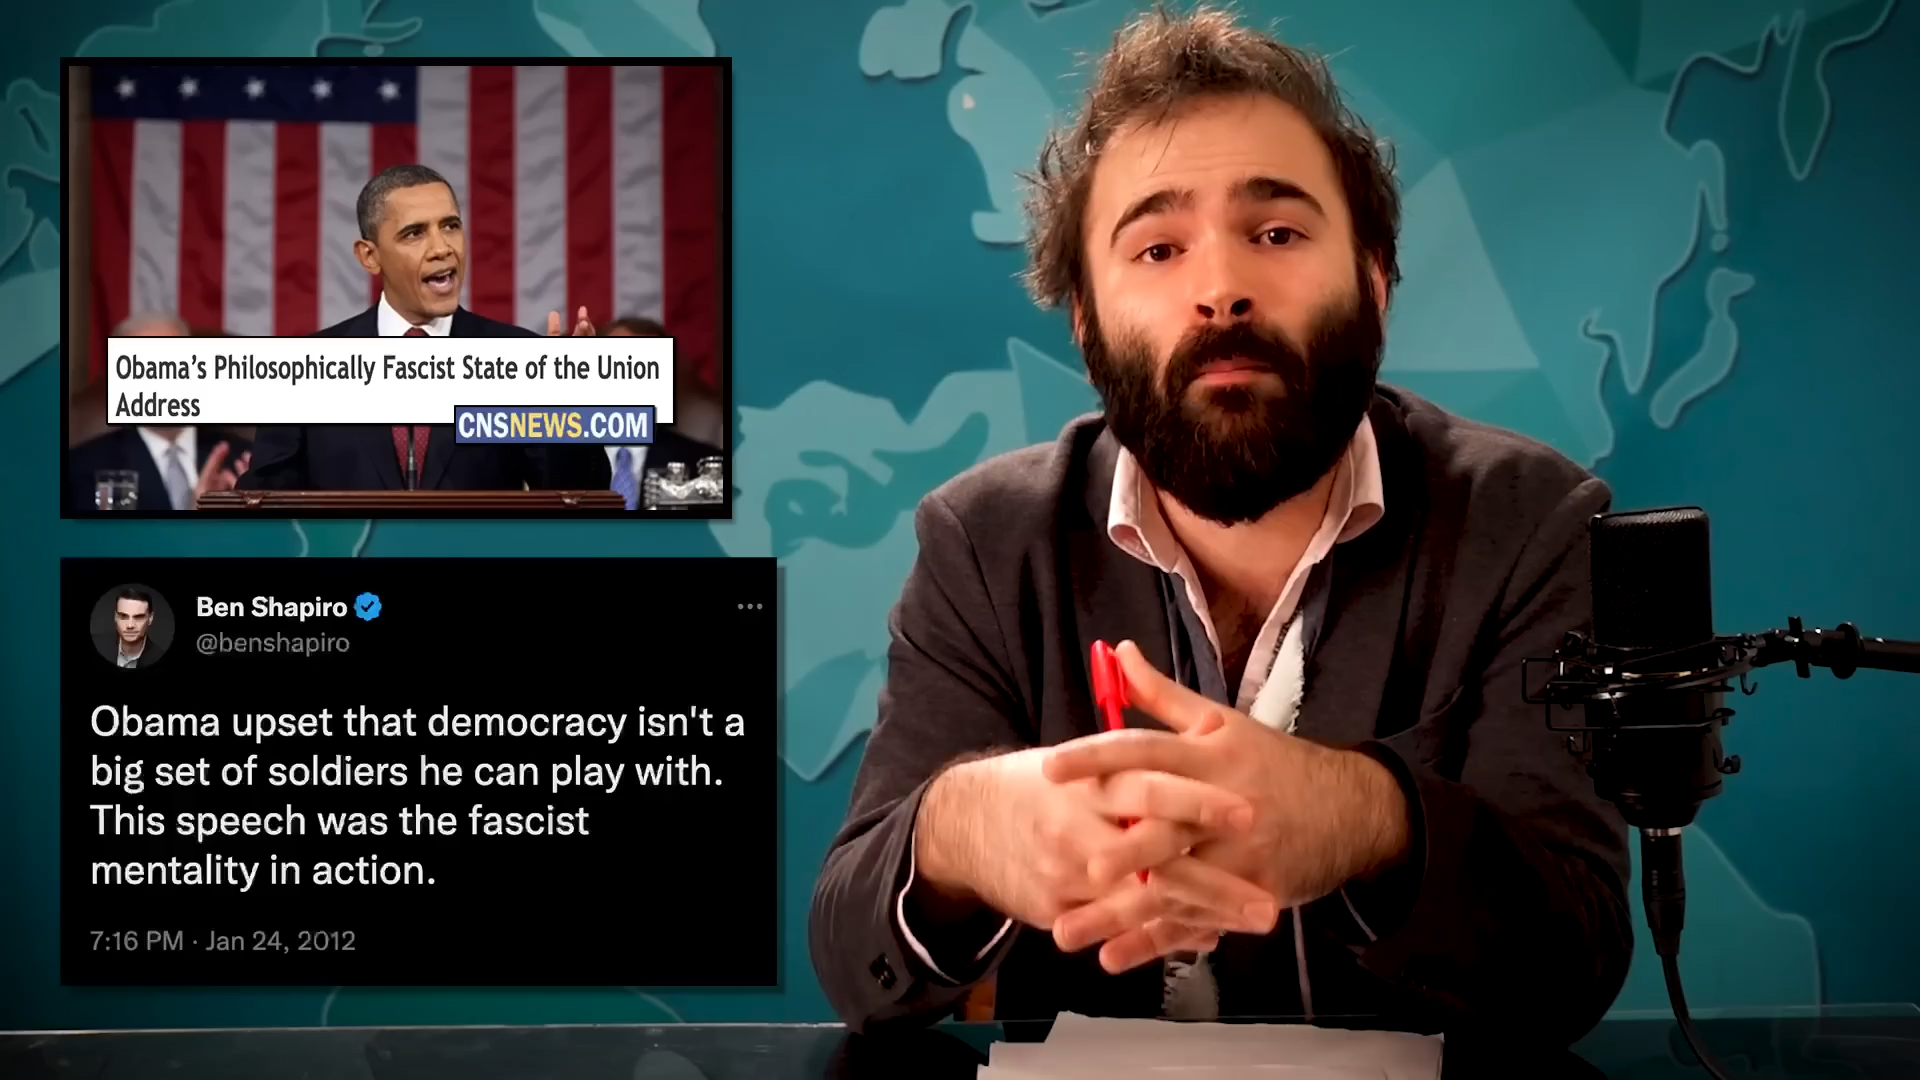 Obama's Philosophically Fascist State of the Union
Address
CNSNEWS.COM
Ben Shapiro
@benshapiro
Obama upset that democracy isn't a
big set of soldiers he can play with.
This speech was the fascist
mentality in action.
7:16 PM · Jan 24, 2012